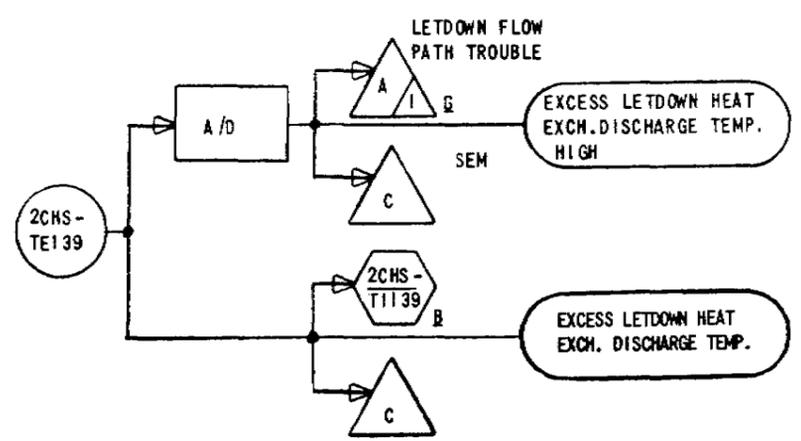 LETDOWN FLOW
PATH TROUBLE
A
1
G
A/D
EXCESS LETDOWN HEAT
EXCH.DISCHARGE TEMP.
HIGH
SEM
C
2CHS-
TE139
2CHS-
TI139
B
EXCESS LETDOWN HEAT
EXCH. DISCHARGE TEMP.
C